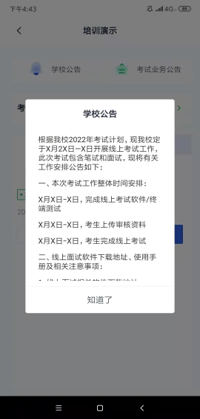 下午4:43
4G
培训演示
学校公告
考试业务公告
考
学校公告
根据我校2022年考试计划，现我校定
于X月2X日-X日开展线上考试工作，
此次考试包含笔试和面试，现将有关
工作安排公告如下：
一、本次考试工作整体时间安排：
X月X日-X日，完成线上考试软件/终
端测试
X月X日-X日，考生上传审核资料
X月X日-X日，考生完成线上考试
二、线上面试软件下载地址、使用手
册及相关注意事项：
知道了